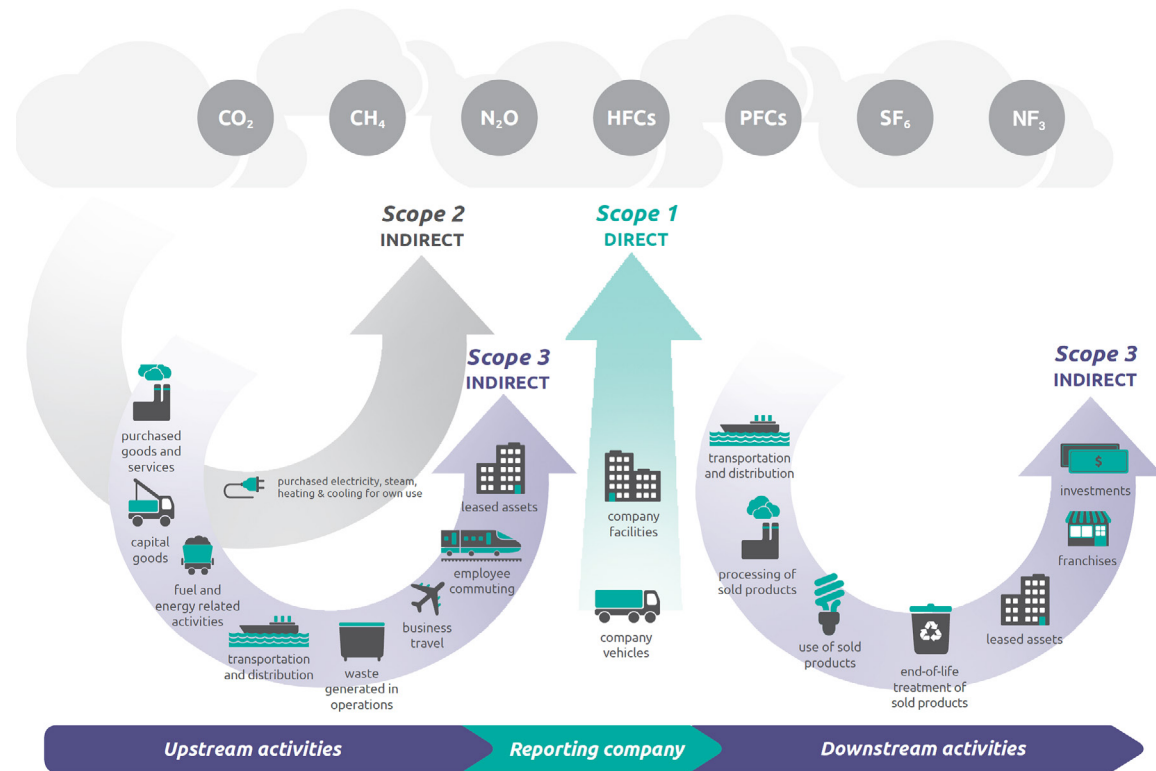 CO₂
CH₄
N₂O
HFCs
PFCs
SF₆
NF₃
Scope 2
INDIRECT
Scope 1
DIRECT
Scope 3
INDIRECT
Scope 3
INDIRECT
purchased
goods and
services
capital
goods
fuel and
energy related
activities
transportation
and distribution
waste
generated in
operations
business
travel
employee
commuting
leased assets
purchased electricity, steam,
heating & cooling for own use
company
facilities
company
vehicles
transportation
and distribution
processing of
sold products
use of sold
products
end-of-life
treatment of
sold products
leased assets
franchises
$
investments
Upstream activities
Reporting company
Downstream activities